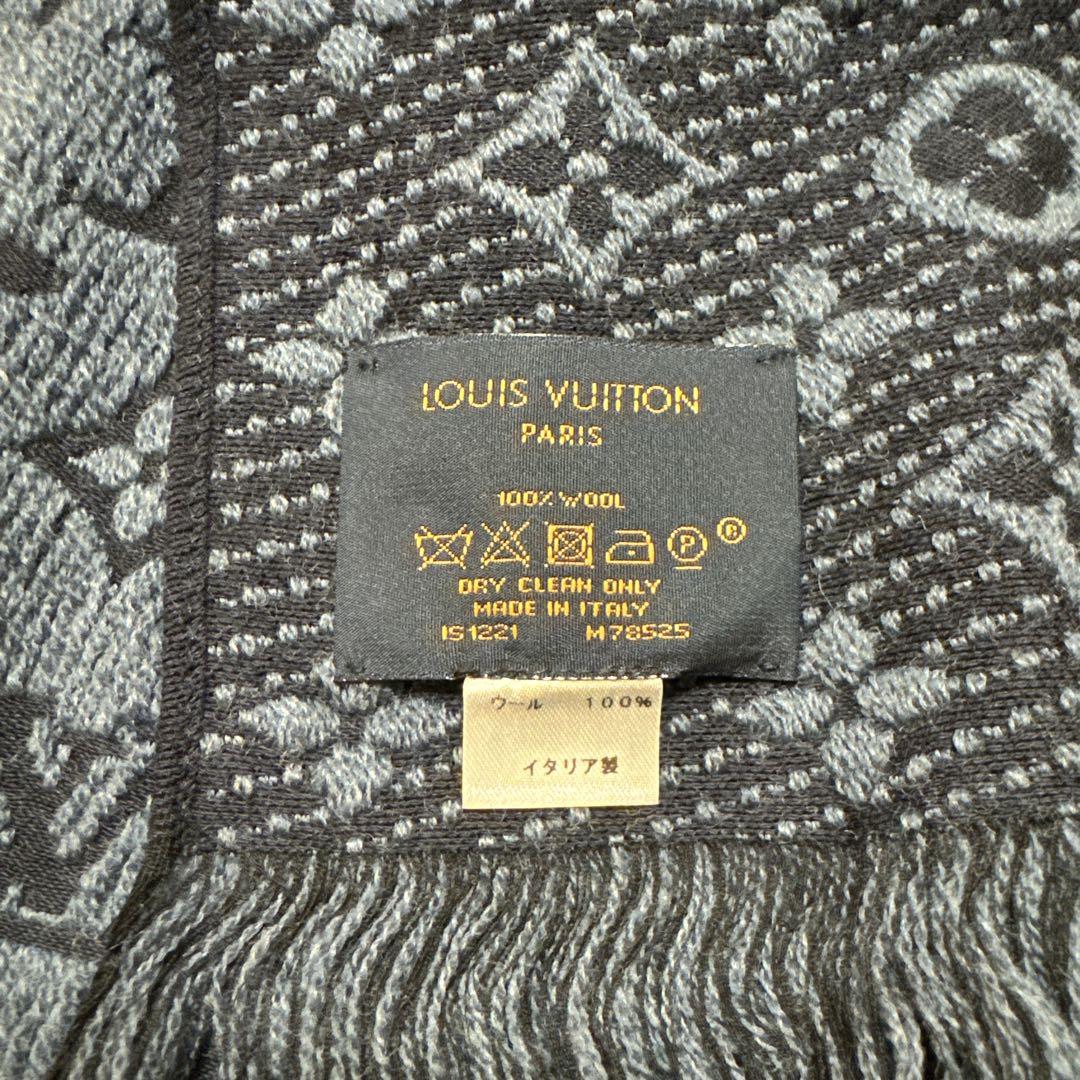 LOUIS VUITTON
PARIS
100% WOOL
P ®
DRY CLEAN ONLY
MADE IN ITALY
IS1221 M78525
ウール 100%
イタリア製